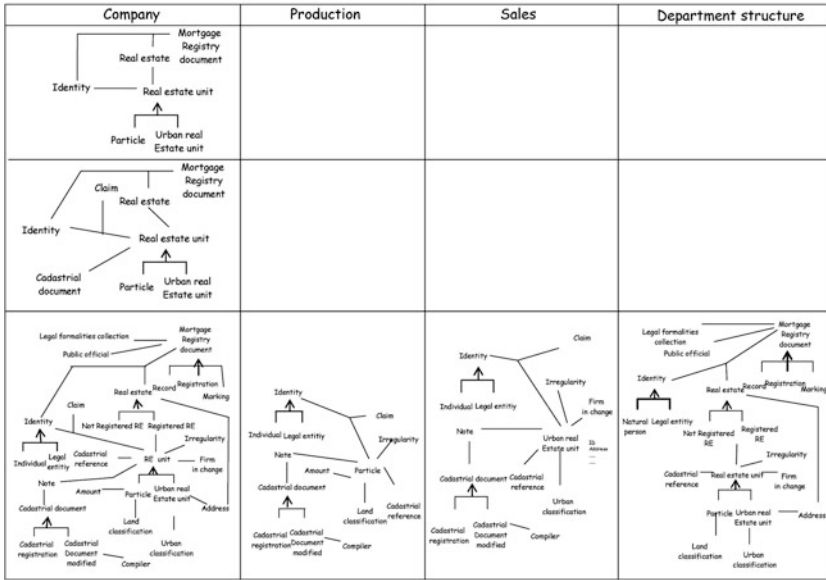 Company
Production
Sales
Department structure
Mortgage
Registry
document
Real estate
Identity
Real estate unit
Particle
Urban real
Estate unit
Mortgage
Registry
document
Claim
Real estate
Identity
Real estate unit
Cadastrial
document
Particle
Urban real
Estate unit
Mortgage
Registry
document
Legal formalities collection
Public official
Real estate
Record
Registration
Marking
Identity
Claim
Not Registered RE
Registered RE
Irregularity
Individual
Legal
entitiy
Cadastrial
reference
RE unit
Firm
in change
Note
Amount
Particle
Urban real
Estate unit
Address
Cadastrial document
Land
classification
Urban
classification
Cadastrial
registration
Cadastrial
Document
modified
Compiler
Identity
Individual
Legal entitiy
Claim
Irregularity
Note
Amount
Particle
Cadastrial document
Land
classification
Cadastrial
reference
Cadastrial
registration
Cadastrial
Document
modified
Compiler
Claim
Identity
Irregularity
Individual
Legal entitiy
Firm
in change
Note
Urban real
Estate unit
Address
Cadastrial document
Cadastrial
reference
Urban
classification
Cadastrial
registration
Cadastrial
Document
modified
Compiler
Mortgage
Registry
document
Legal formalities
collection
Public official
Identity
Real estate
Record
Registration
Marking
Natural
person
Legal entitiy
Not Registered
RE
Registered
RE
Irregularity
Cadastrial
reference
Real estate unit
Firm
in change
Particle
Urban real
Estate unit
Address
Land
classification
Urban
classification